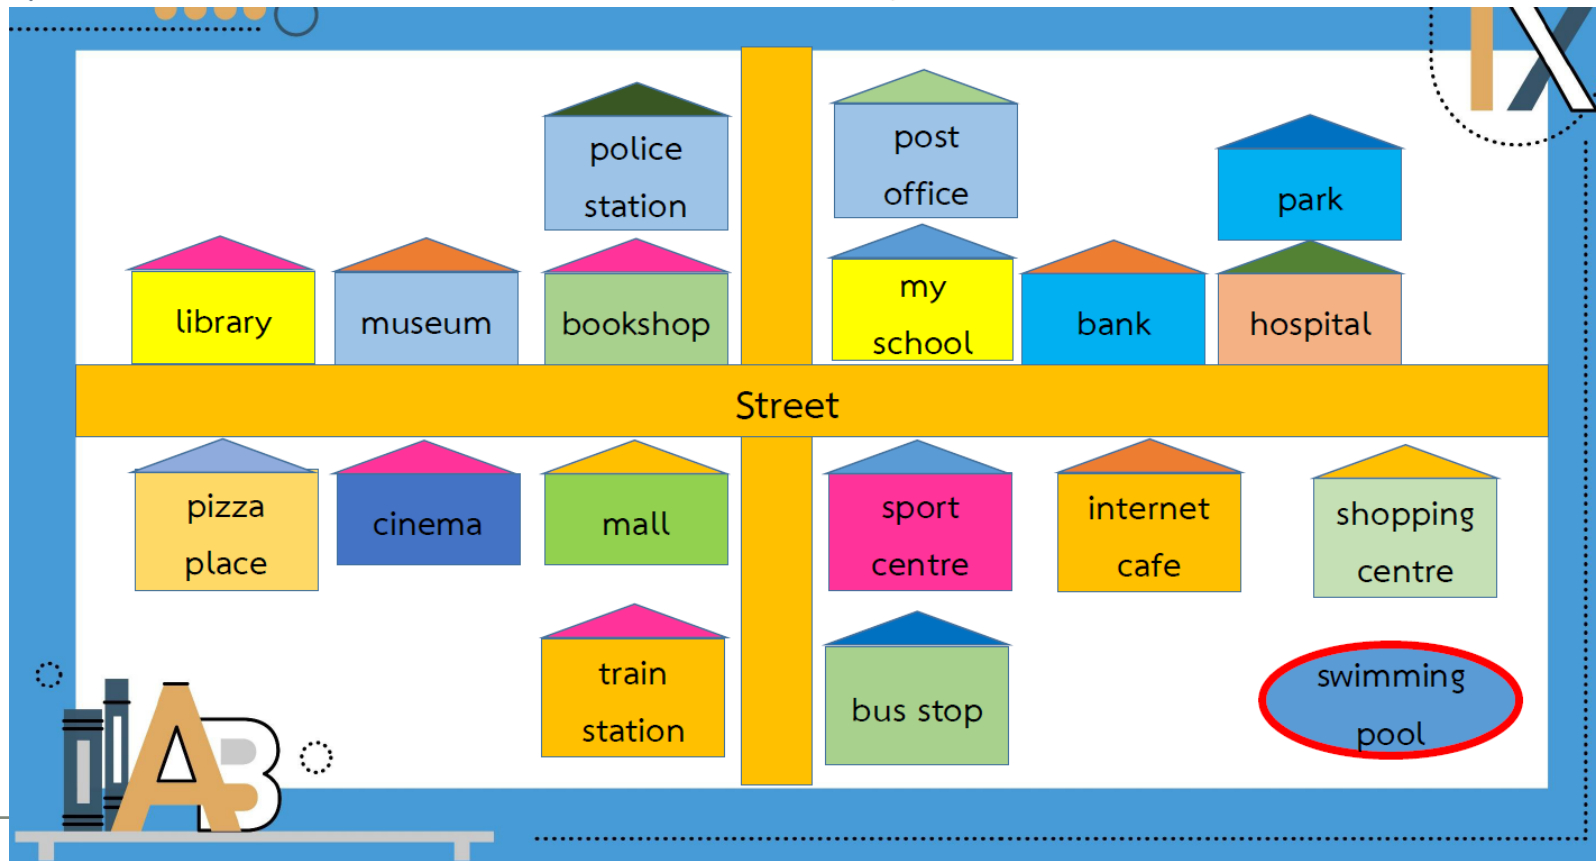 police
station
post
office
park
library
museum
bookshop
my
school
bank
hospital
Street
pizza
place
cinema
mall
sport
centre
internet
cafe
shopping
centre
train
station
bus stop
swimming
pool
AB